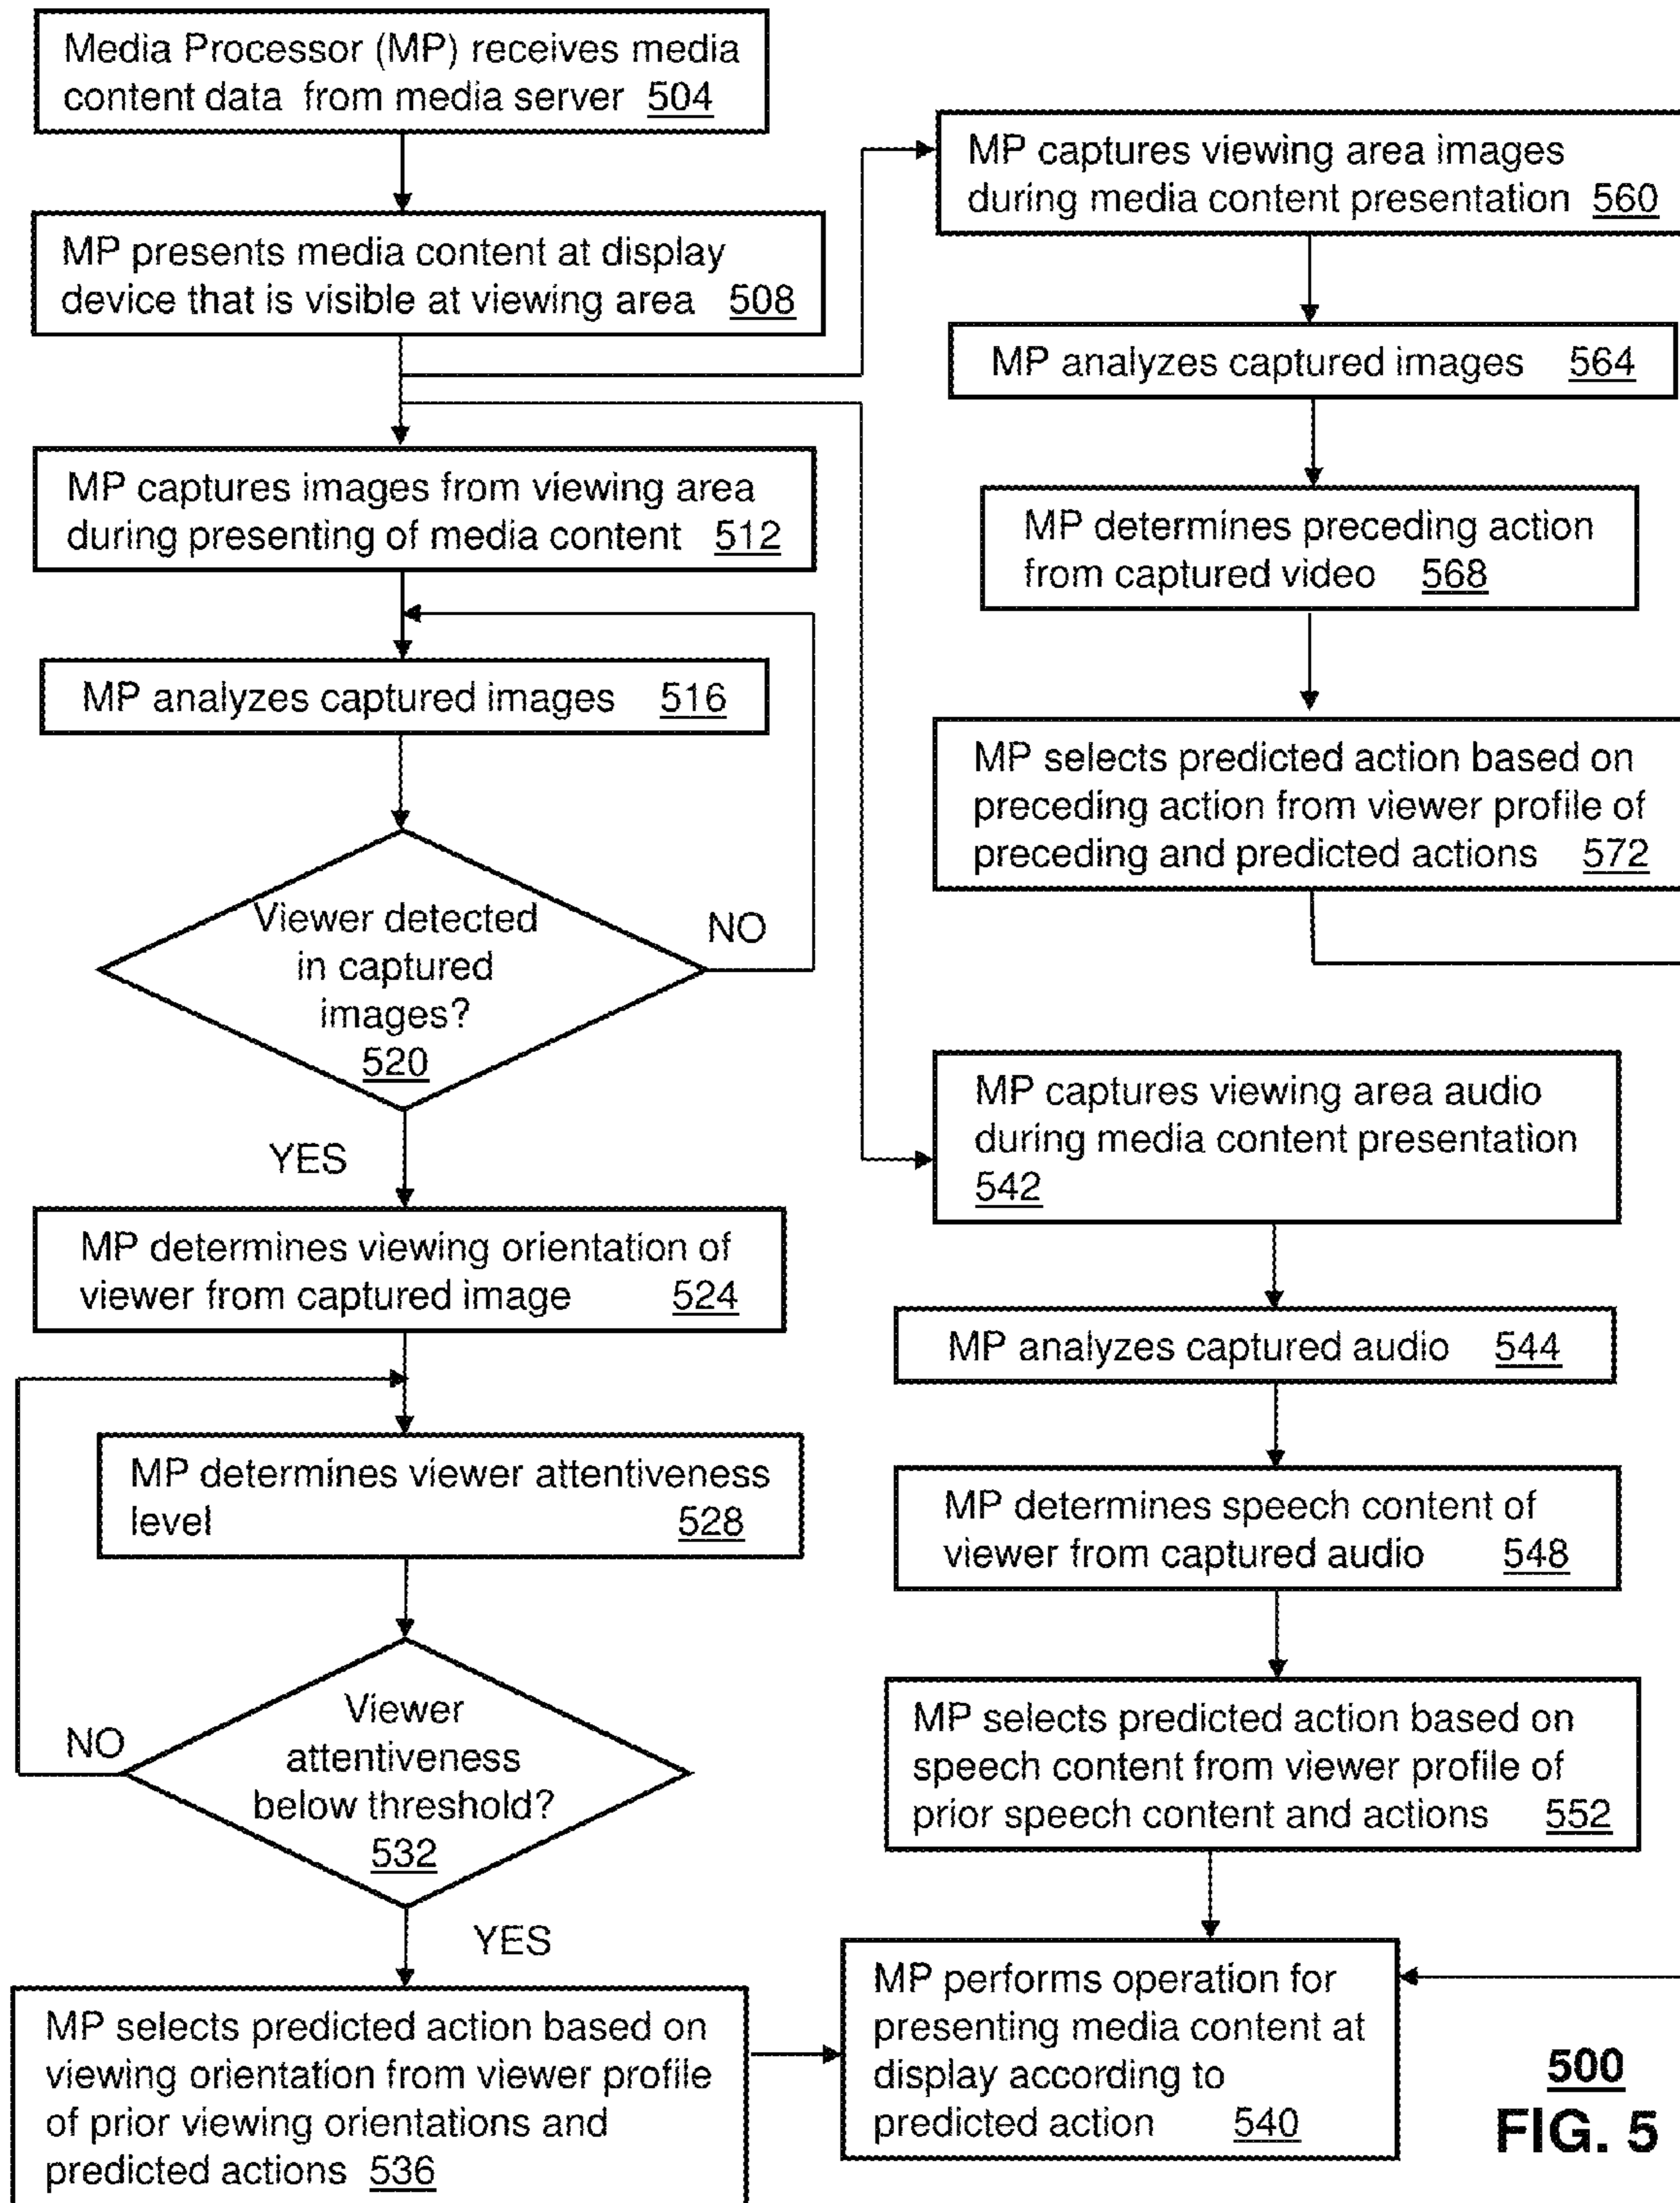 Media Processor (MP) receives media
content data from media server 504
MP presents media content at display
device that is visible at viewing area 508
MP captures images from viewing area
during presenting of media content 512
MP analyzes captured images 516
Viewer detected
in captured
images?
520
NO
YES
MP determines viewing orientation of
viewer from captured image 524
MP determines viewer attentiveness
level 528
Viewer
attentiveness
below threshold?
532
NO
YES
MP selects predicted action based on
viewing orientation from viewer profile
of prior viewing orientations and
predicted actions 536
MP captures viewing area images
during media content presentation 560
MP analyzes captured images 564
MP determines preceding action
from captured video 568
MP selects predicted action based on
preceding action from viewer profile of
preceding and predicted actions 572
MP captures viewing area audio
during media content presentation
542
MP analyzes captured audio 544
MP determines speech content of
viewer from captured audio 548
MP selects predicted action based on
speech content from viewer profile of
prior speech content and actions 552
MP performs operation for
presenting media content at
display according to
predicted action 540
500
FIG. 5